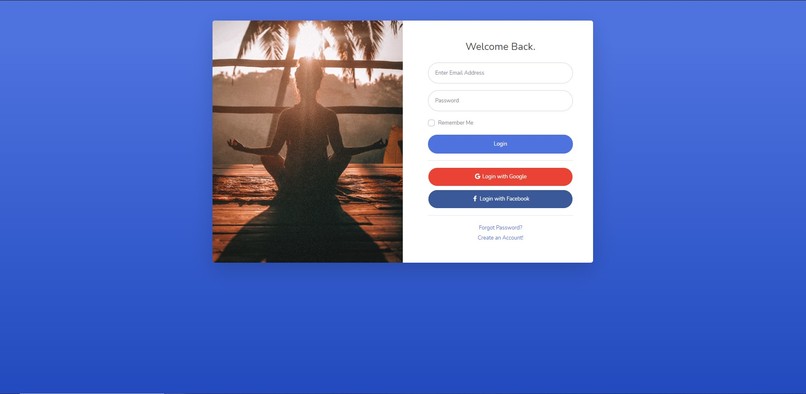 Welcome Back.
Enter Email Address
Password
Remember Me
Login
Login with Google
Login with Facebook
Forgot Password?
Create an Account!